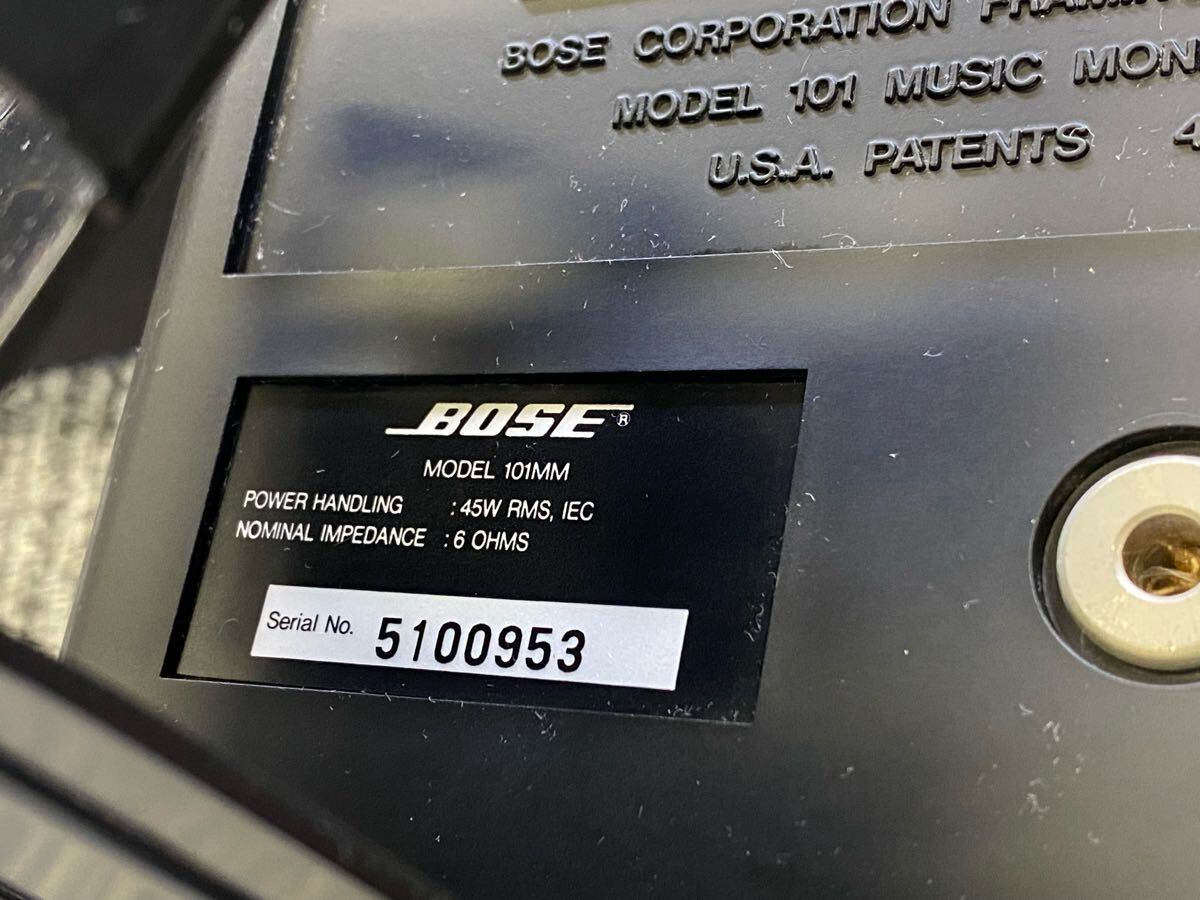 BOSE CORPORATION
MODEL 101 MUSIC
U.S.A. PATENTS 4
BOSE®
MODEL 101MM
POWER HANDLING : 45W RMS, IEC
NOMINAL IMPEDANCE : 6 OHMS
Serial No. 5100953